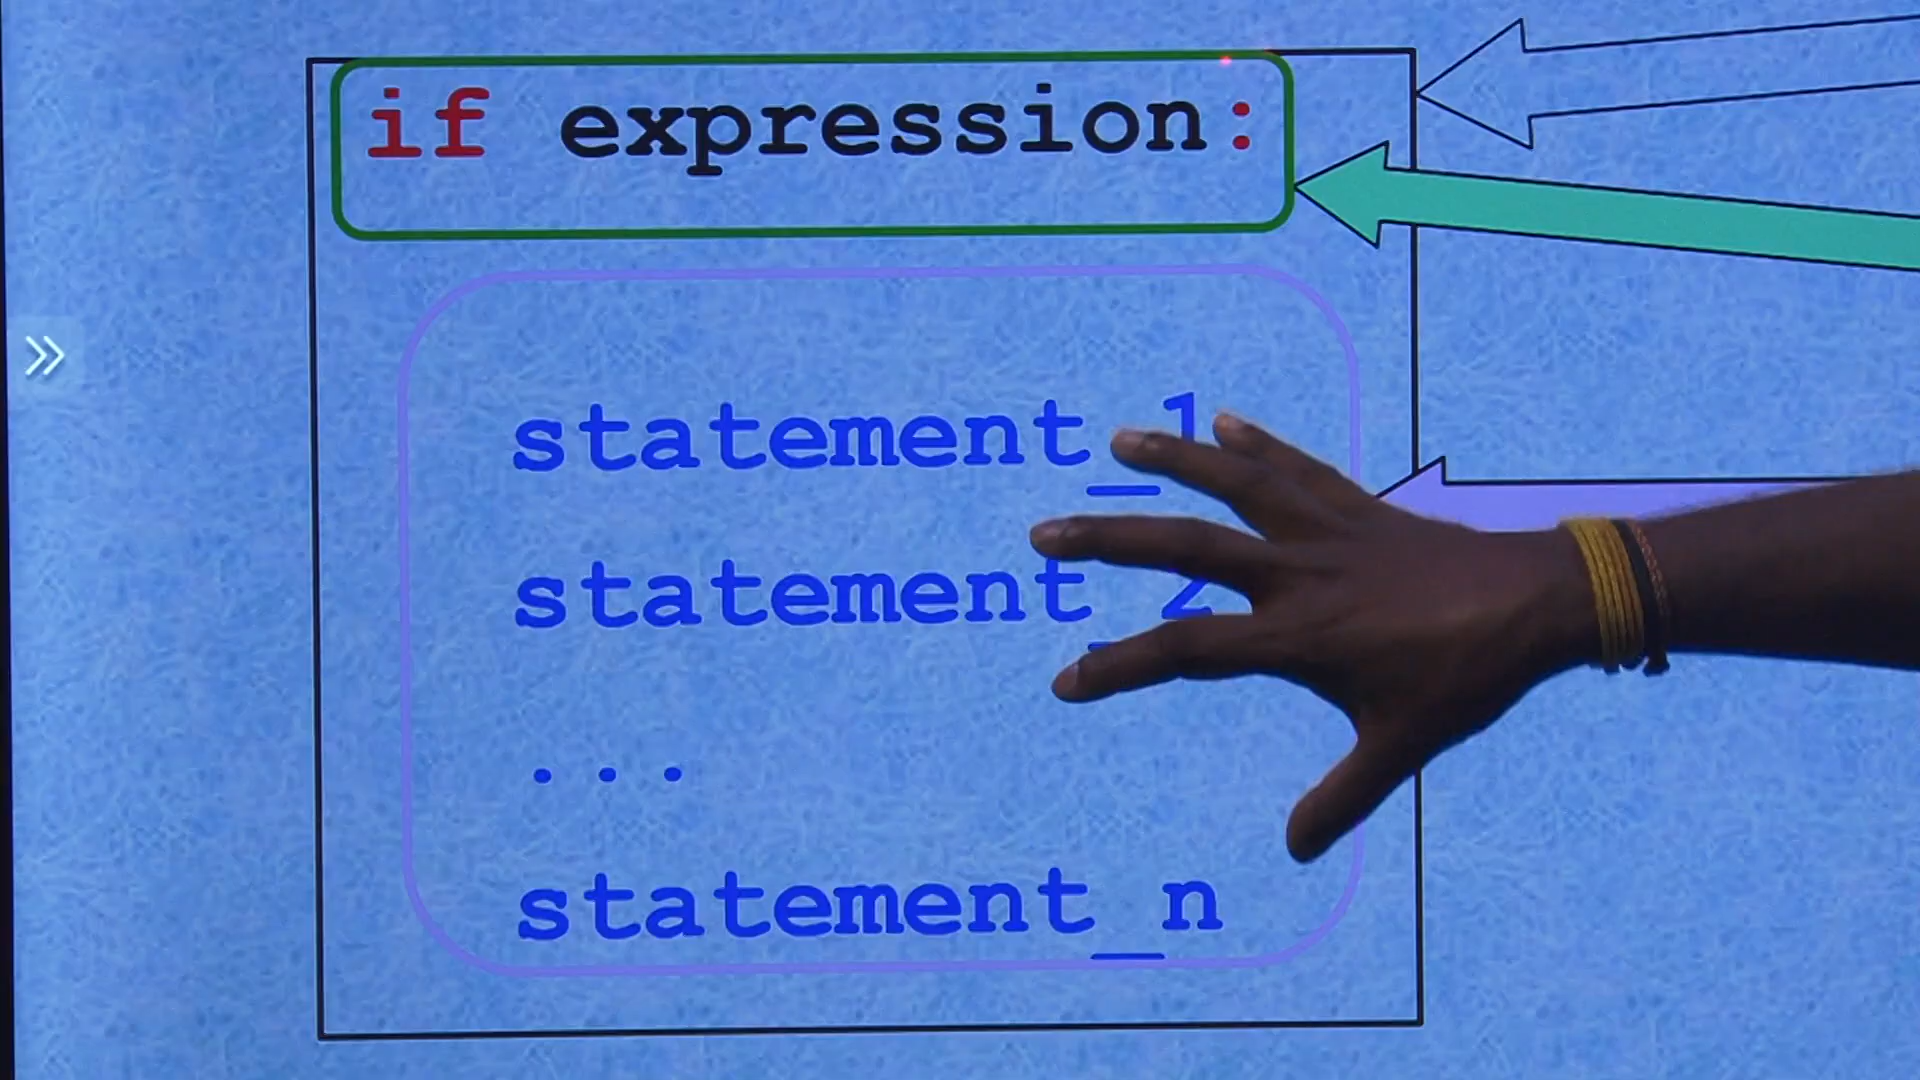 if expression:
statement_1
statement_2
...
statement_n